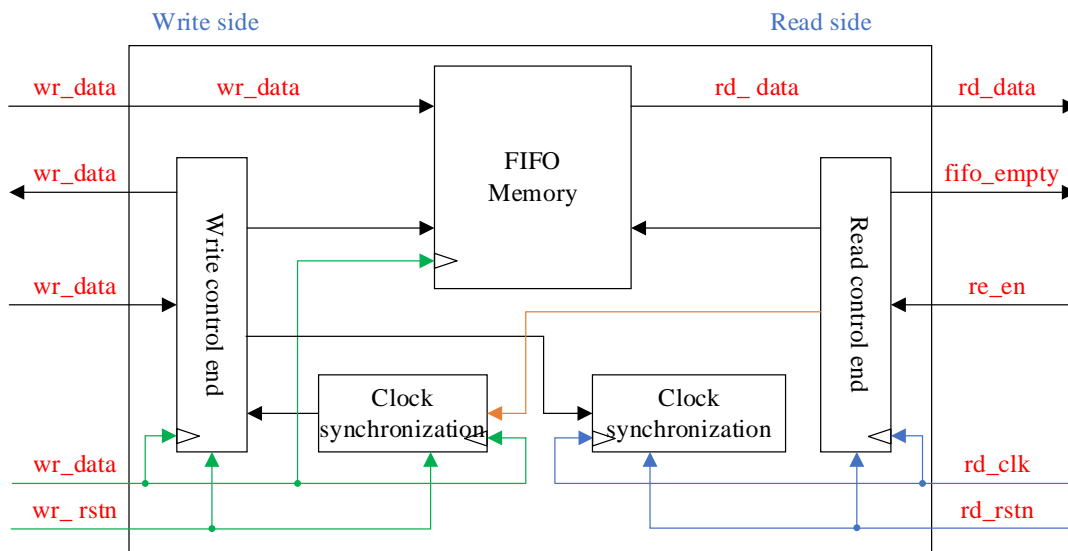 Write side
Read side
wr_data
wr_data
rd_ data
rd_data
FIFO
Memory
wr_data
fifo_empty
Write control end
Read control end
wr_data
re_en
Clock
synchronization
Clock
synchronization
wr_data
rd_clk
wr_ rstn
rd_rstn